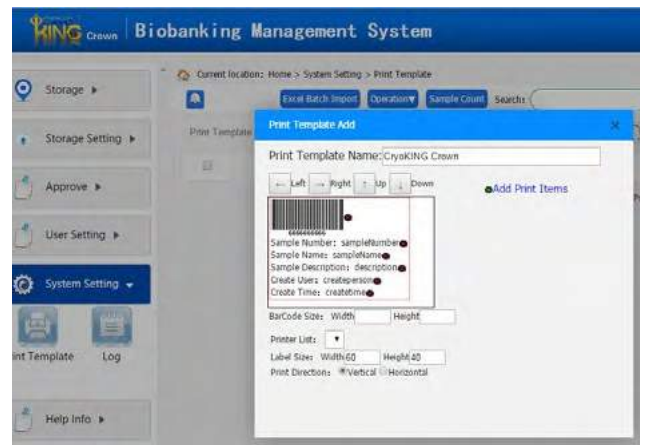 KING Crown
Biobanking Management System
Current location: Home > System Setting > Print Template
Storage
Storage Setting
Approve
User Setting
System Setting
int Template
Log
Help Info
Excel Batch Import
Operation
Sample Count
Search:
Print Template
Print Template Add
Print Template Name: CryoKING Crown
← Left → Right ↑ Up ↓ Down
Add Print Items
Sample Number: sampleNumber
Sample Name: sampleName
Sample Description: description
Create User: createperson
Create Time: createtime
BarCode Size: Width Height
Printer List:
Label Size: Width 60 Height 40
Print Direction: Vertical Horizontal